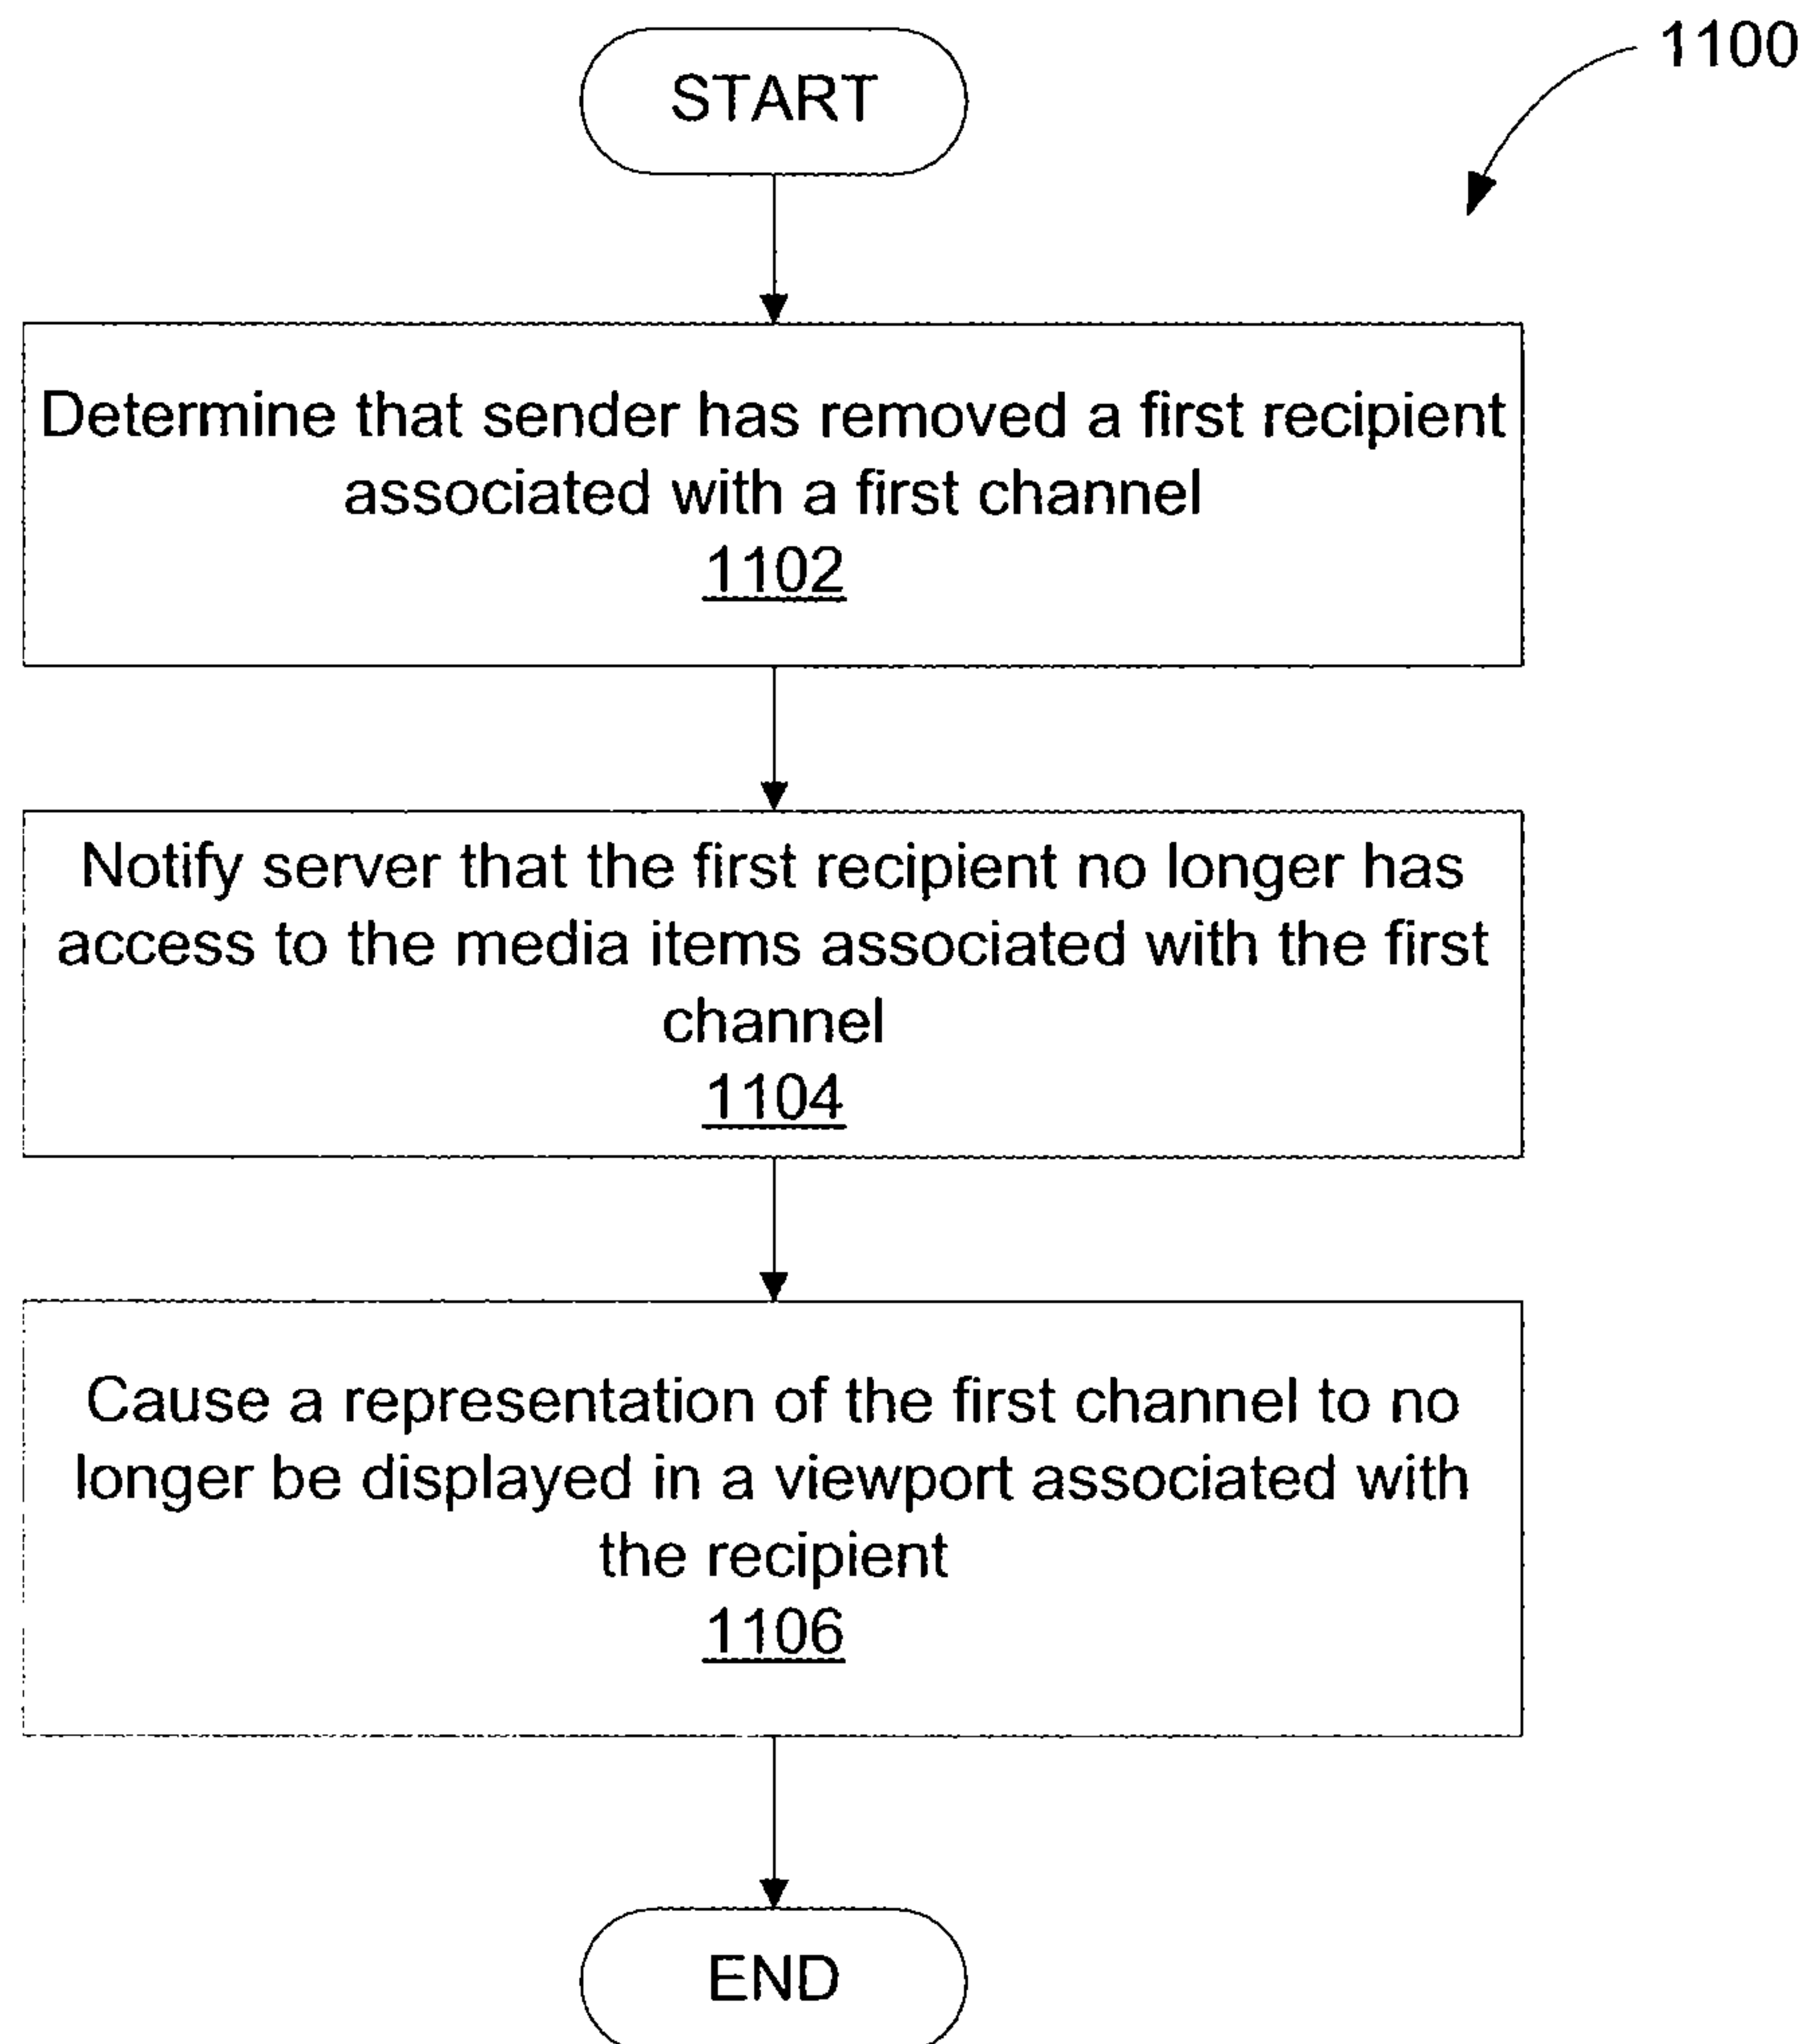 1100
START
Determine that sender has removed a first recipient
associated with a first channel
1102
Notify server that the first recipient no longer has
access to the media items associated with the first
channel
1104
Cause a representation of the first channel to no
longer be displayed in a viewport associated with
the recipient
1106
END